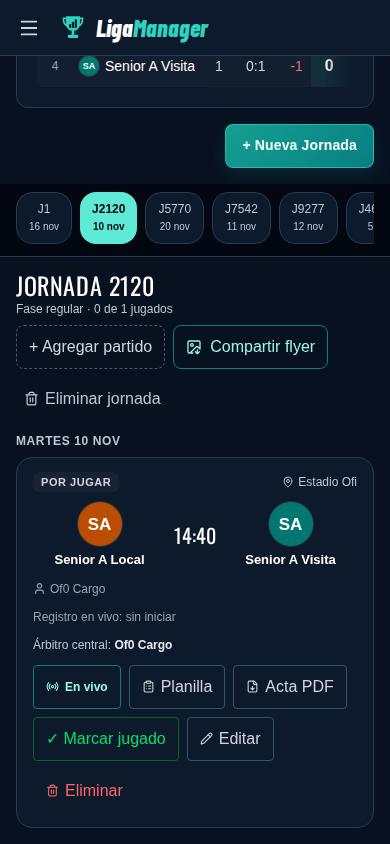 LigaManager
4 SA Senior A Visita 1 0:1 -1 0
+ Nueva Jornada
J1 J2120 J5770 J7542 J9277
16 nov 10 nov 20 nov 11 nov 12 nov
JORNADA 2120
Fase regular · 0 de 1 jugados
+ Agregar partido Compartir flyer
Eliminar jornada
MARTES 10 NOV
POR JUGAR Estadio Ofi
SA 14:40 SA
Senior A Local Senior A Visita
Of0 Cargo
Registro en vivo: sin iniciar
Árbitro central: Of0 Cargo
En vivo Planilla Acta PDF
✓ Marcar jugado Editar
Eliminar